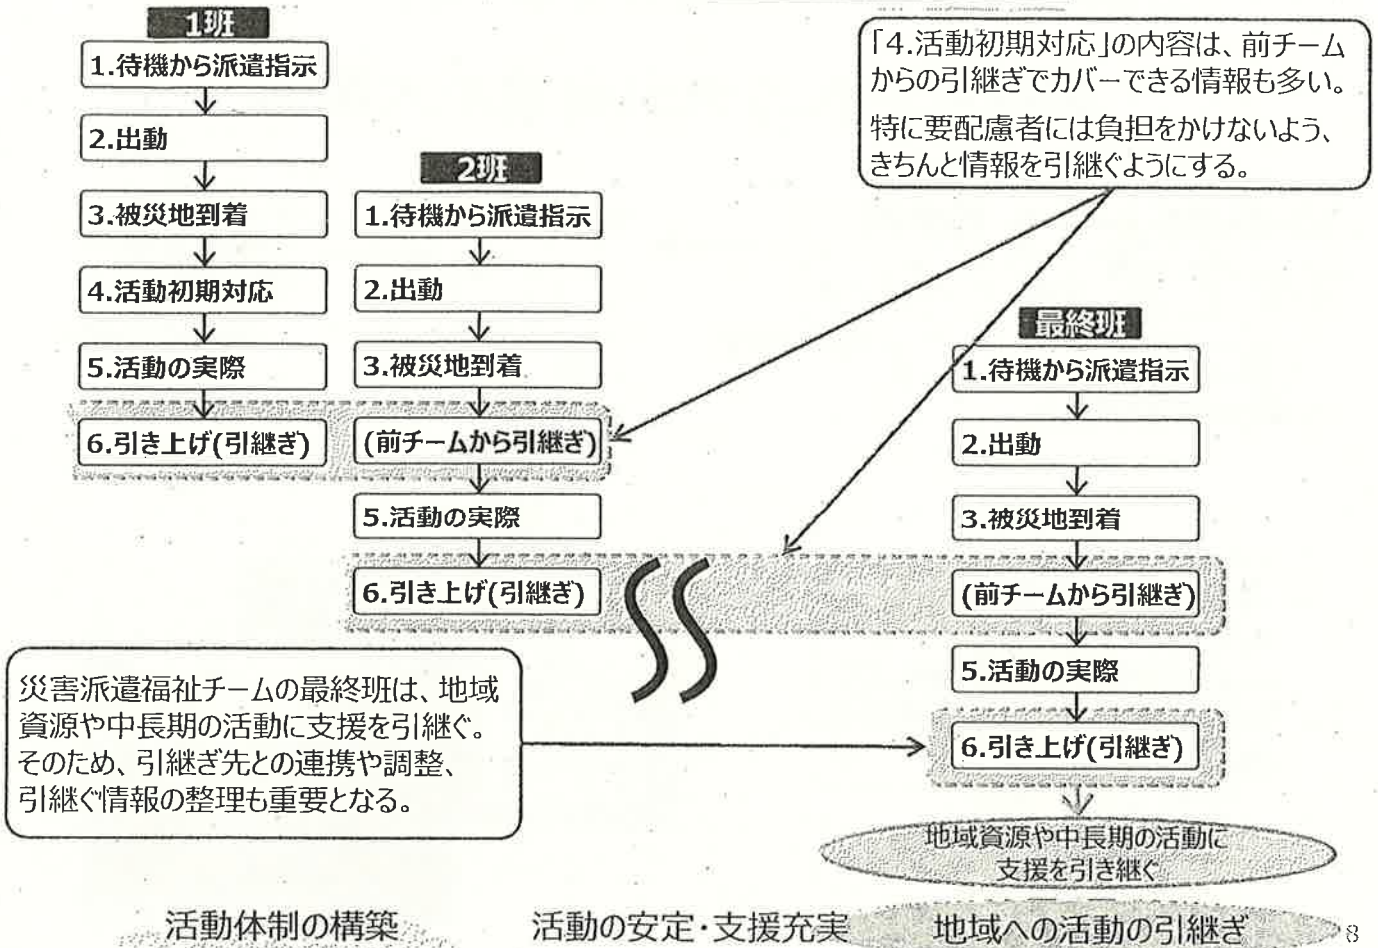 1班
1.待機から派遣指示
2.出動
3.被災地到着
4.活動初期対応
5.活動の実際
6.引き上げ(引継ぎ)
2班
1.待機から派遣指示
2.出動
3.被災地到着
(前チームから引継ぎ)
5.活動の実際
6.引き上げ(引継ぎ)
「4.活動初期対応」の内容は、前チーム
からの引継ぎでカバーできる情報も多い。
特に要配慮者には負担をかけないよう、
きちんと情報を引継ぐようにする。
最終班
1.待機から派遣指示
2.出動
3.被災地到着
(前チームから引継ぎ)
5.活動の実際
6.引き上げ(引継ぎ)
災害派遣福祉チームの最終班は、地域
資源や中長期の活動に支援を引継ぐ。
そのため、引継ぎ先との連携や調整、
引継ぐ情報の整理も重要となる。
地域資源や中長期の活動に
支援を引き継ぐ
活動体制の構築
活動の安定・支援充実
地域への活動の引継ぎ
8